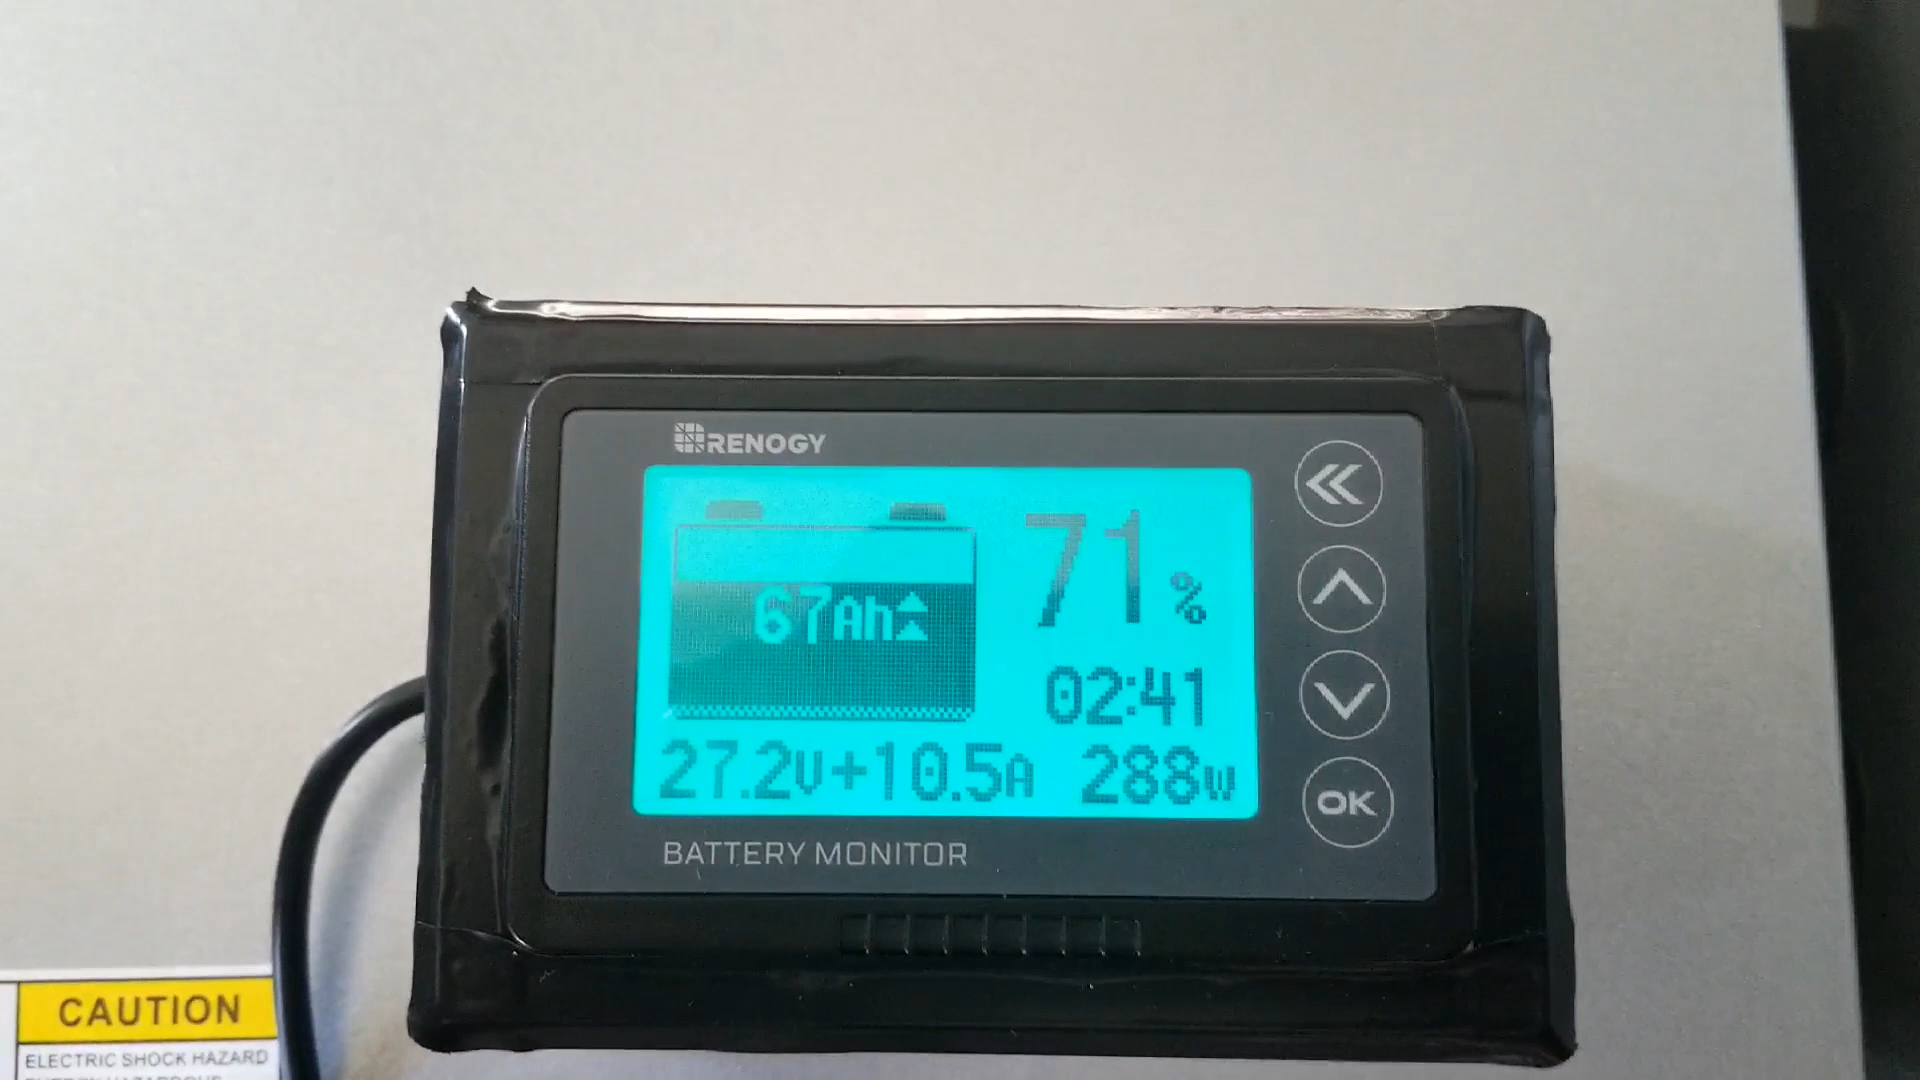 RENOGY
67Ah
71%
02:41
27.2V+10.5A 288W
OK
BATTERY MONITOR
CAUTION
ELECTRIC SHOCK HAZARD